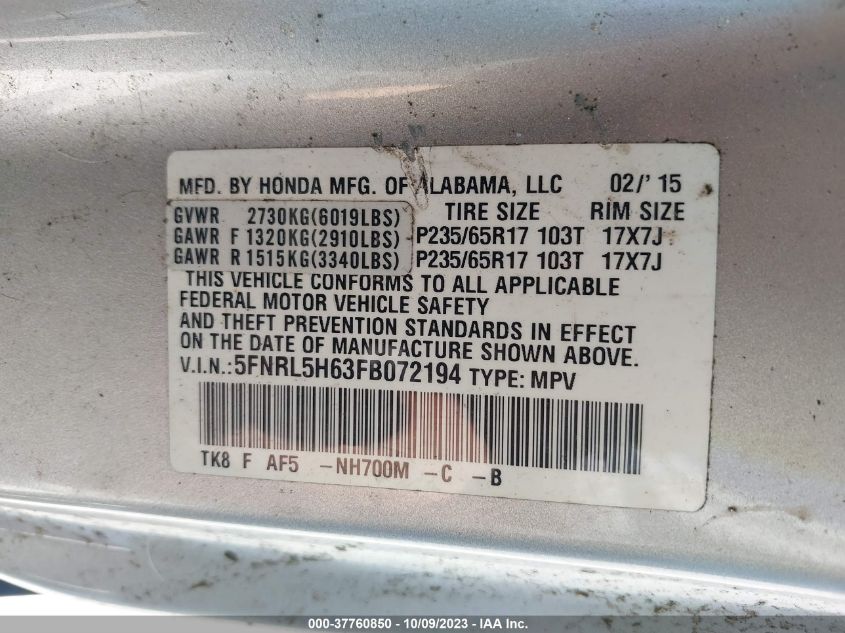 MFD. BY HONDA MFG. OF ALABAMA, LLC 02/'15
GVWR 2730KG(6019LBS) TIRE SIZE RIM SIZE
GAWR F 1320KG(2910LBS) P235/65R17 103T 17X7J
GAWR R 1515KG(3340LBS) P235/65R17 103T 17X7J
THIS VEHICLE CONFORMS TO ALL APPLICABLE
FEDERAL MOTOR VEHICLE SAFETY
AND THEFT PREVENTION STANDARDS IN EFFECT
ON THE DATE OF MANUFACTURE SHOWN ABOVE.
V.I.N.:5FNRL5H63FB072194 TYPE: MPV
TK8 F AF5 -NH700M -C -B
000-37760850 - 10/09/2023 - IAA Inc.